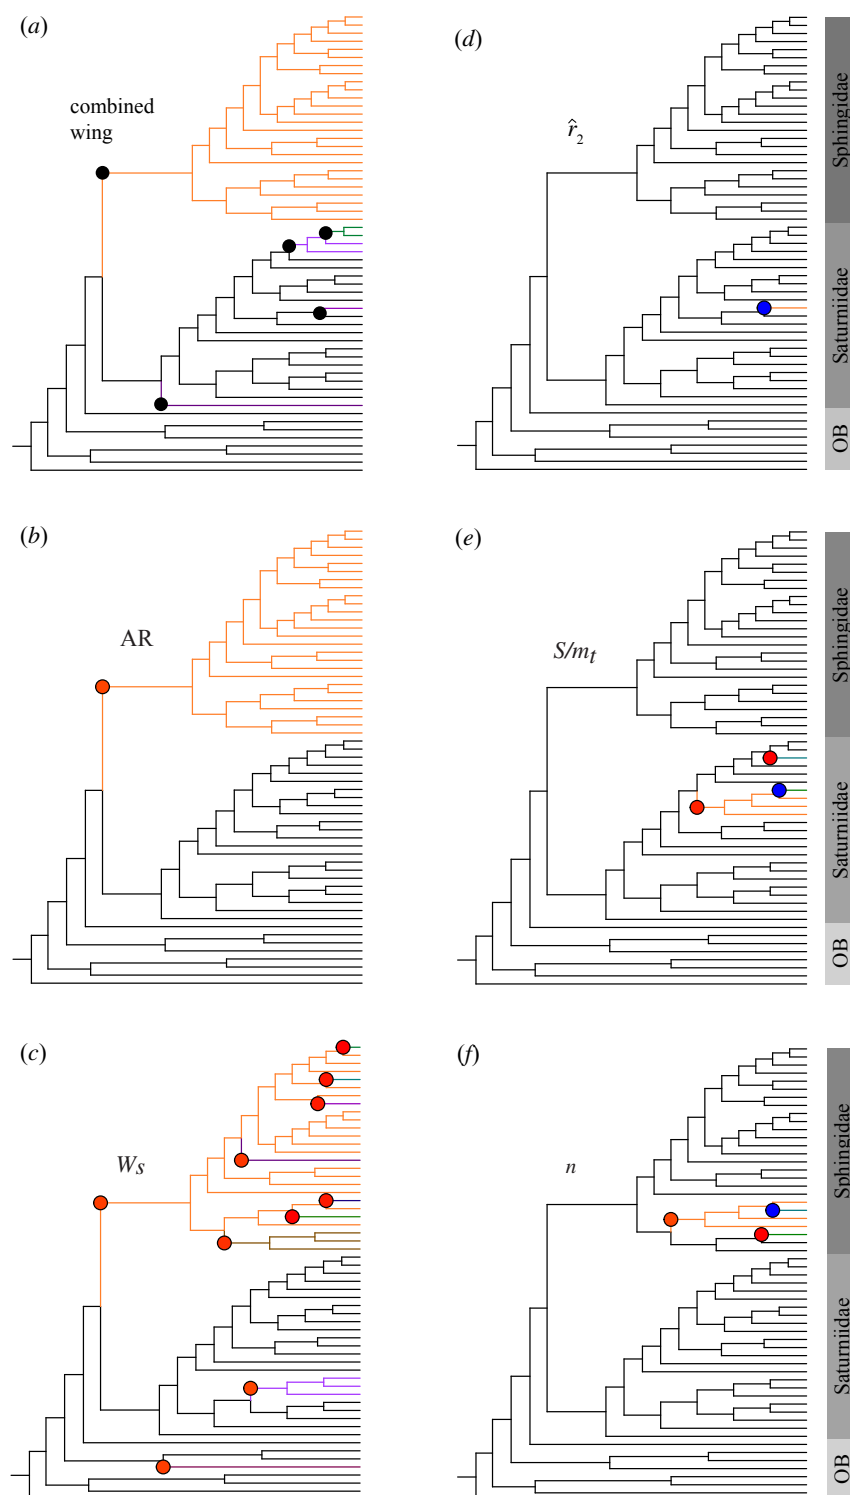 (a)
combined
wing
(d)
r̂₂
Sphingidae
Saturniidae
OB
(b)
AR
(e)
S/mₜ
Sphingidae
Saturniidae
OB
(c)
Wₛ
(f)
n
Sphingidae
Saturniidae
OB